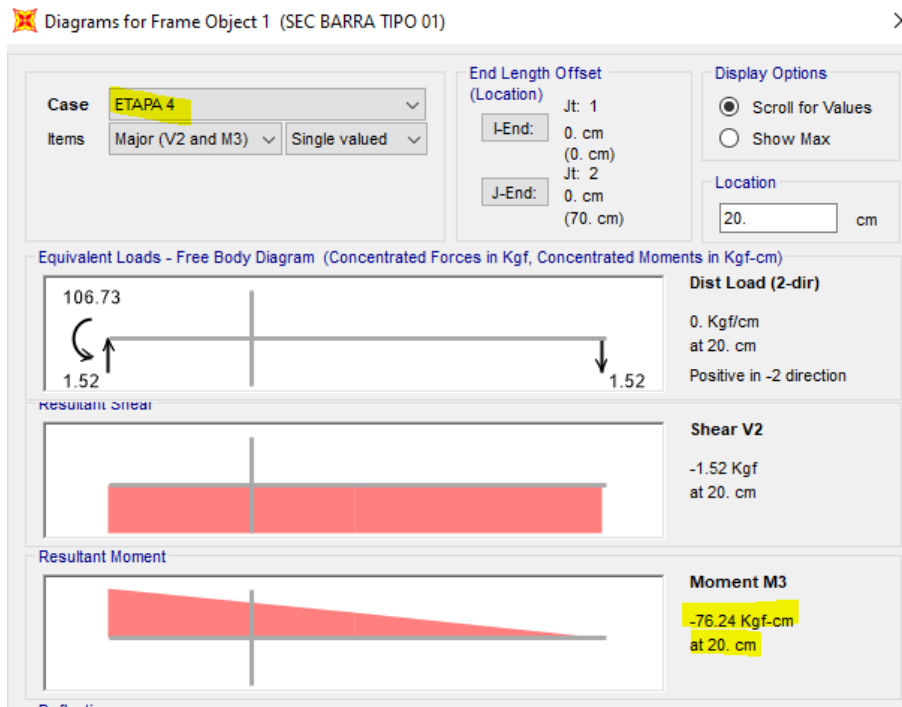 Diagrams for Frame Object 1 (SEC BARRA TIPO 01)
Case ETAPA 4
Items Major (V2 and M3) Single valued
End Length Offset
(Location)
Jt: 1
I-End: 0. cm
(0. cm)
Jt: 2
J-End: 0. cm
(70. cm)
Display Options
Scroll for Values
Show Max
Location
20. cm
Equivalent Loads - Free Body Diagram (Concentrated Forces in Kgf, Concentrated Moments in Kgf-cm)
106.73
1.52
1.52
Dist Load (2-dir)
0. Kgf/cm
at 20. cm
Positive in -2 direction
Resultant Shear
Shear V2
-1.52 Kgf
at 20. cm
Resultant Moment
Moment M3
-76.24 Kgf-cm
at 20. cm